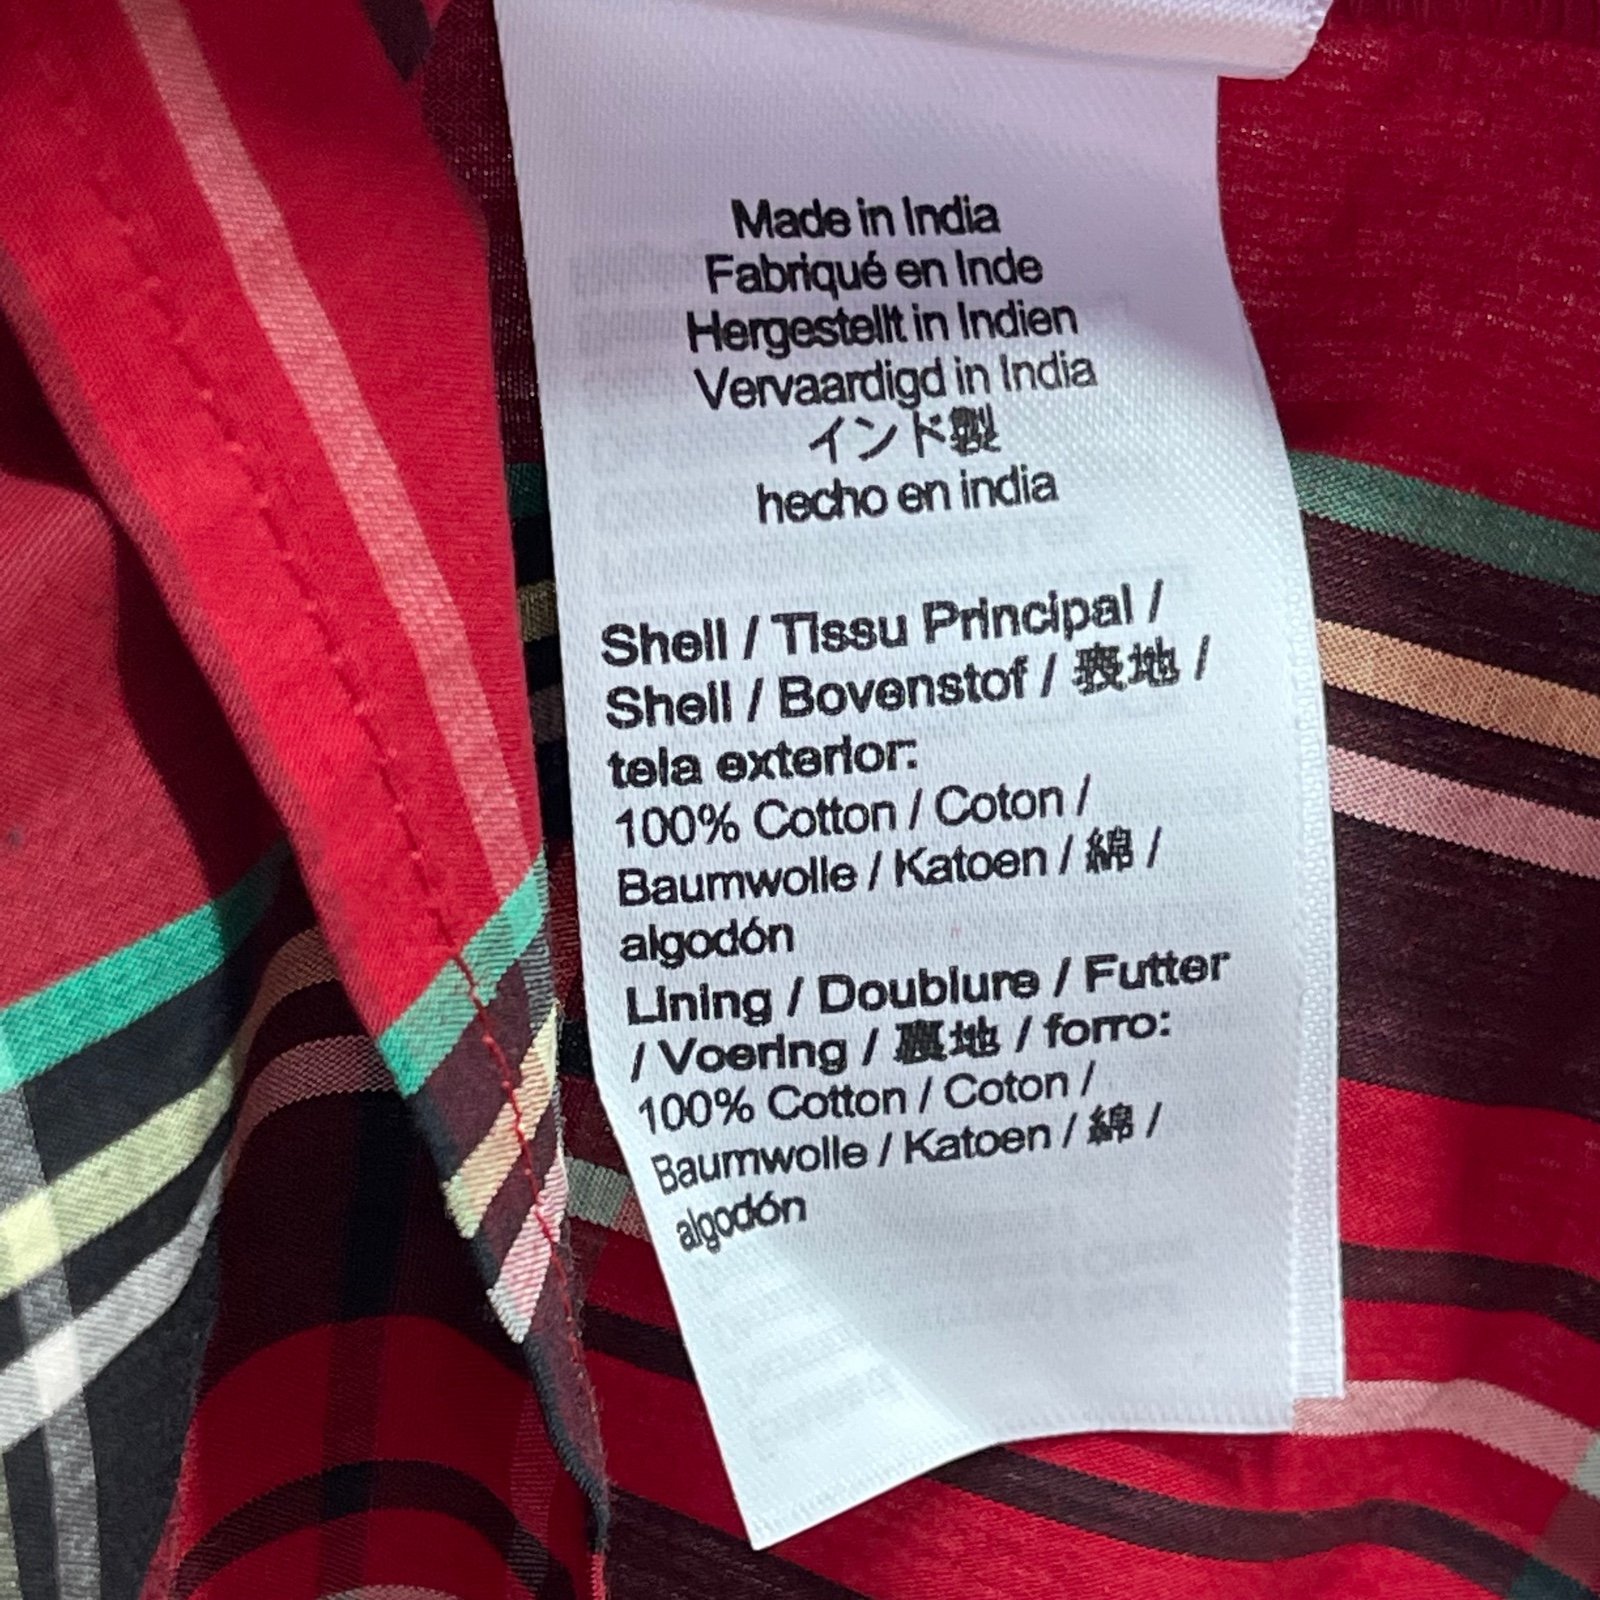 Made in India
Fabriqué en Inde
Hergestellt in Indien
Vervaardigd in India
インド製
hecho en india
Shell / Tissu Principal /
Shell / Bovenstof / 表地 /
tela exterior:
100% Cotton / Coton /
Baumwolle / Katoen / 綿 /
algodón
Lining / Doublure / Futter
/ Voering / 裏地 / forro:
100% Cotton / Coton /
Baumwolle / Katoen / 綿 /
algodón